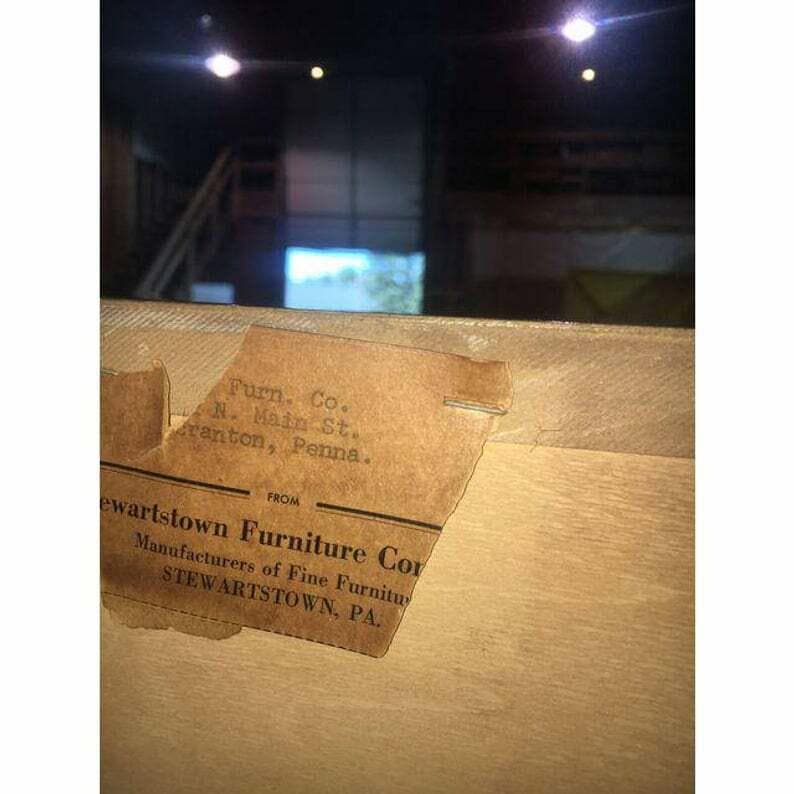 Furn. Co.
N. Main St.
cranton, Penna.
FROM
ewartstown Furniture Co
Manufacturers of Fine Furnitu
STEWARTSTOWN, PA.